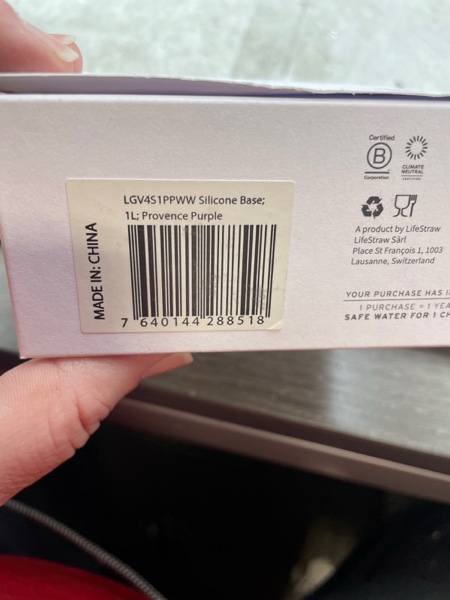 LGV4S1PPWW Silicone Base;
1L; Provence Purple
MADE IN: CHINA
7 640144 288518
Certified
B
Corporation
CLIMATE
NEUTRAL
CERTIFIED
A product by LifeStraw
LifeStraw Sàrl
Place St François 1, 1003
Lausanne, Switzerland
YOUR PURCHASE HAS
1 PURCHASE = 1
SAFE WATER FOR 1